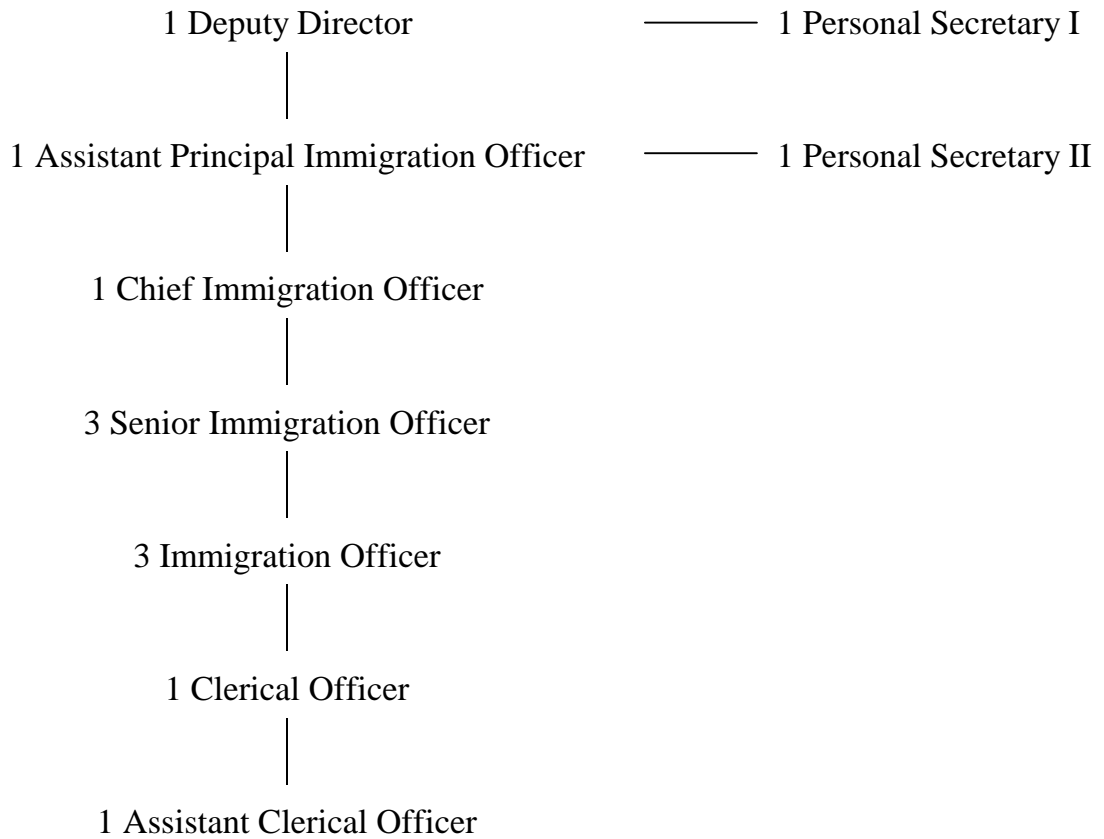 1 Deputy Director
1 Personal Secretary I
1 Assistant Principal Immigration Officer
1 Personal Secretary II
1 Chief Immigration Officer
3 Senior Immigration Officer
3 Immigration Officer
1 Clerical Officer
1 Assistant Clerical Officer